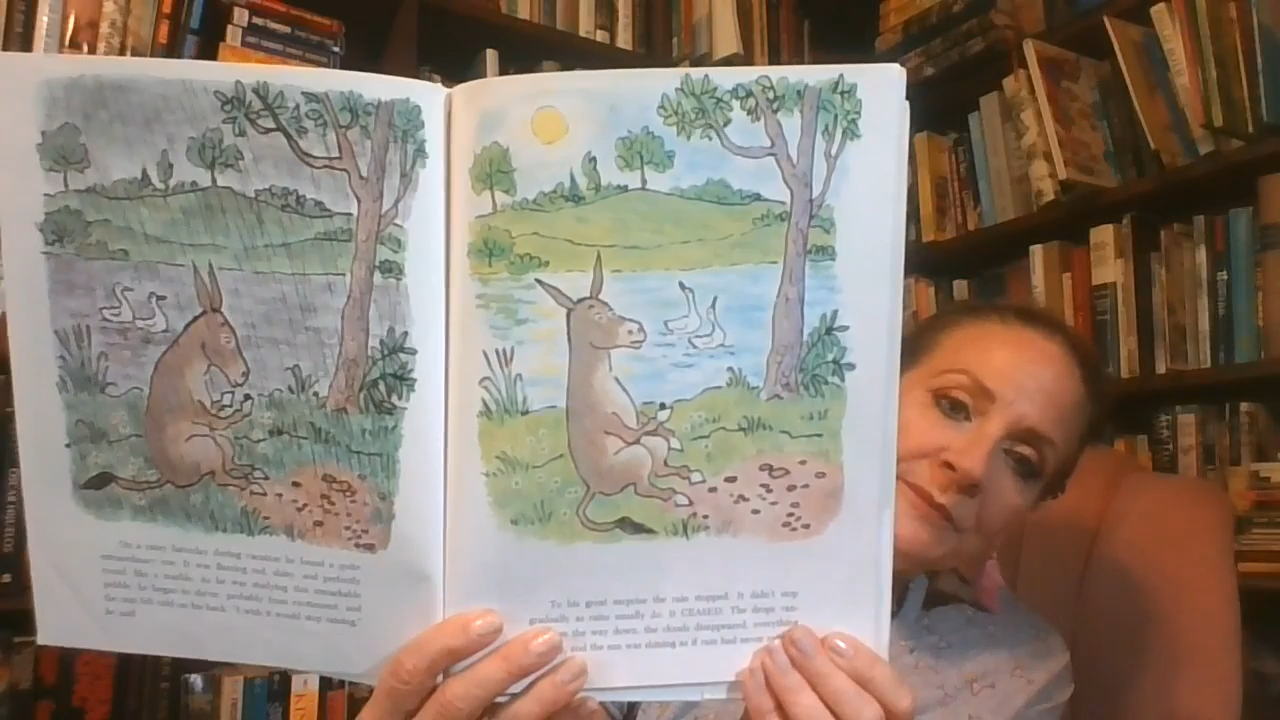 On a rainy Saturday during vacation he found a quite
extraordinary one. It was flaming red, shiny, and perfectly
round, like a marble. As he was studying this remarkable
pebble, he began to shiver, probably from excitement, and
the rain felt cold on his back. "I wish it would stop raining,"
he said.
To his great surprise the rain stopped. It didn't stop
gradually as rains usually do. It CEASED. The drops van-
on the way down, the clouds disappeared, everything
and the sun was shining as if rain had never
OSCAR HIJUELOS